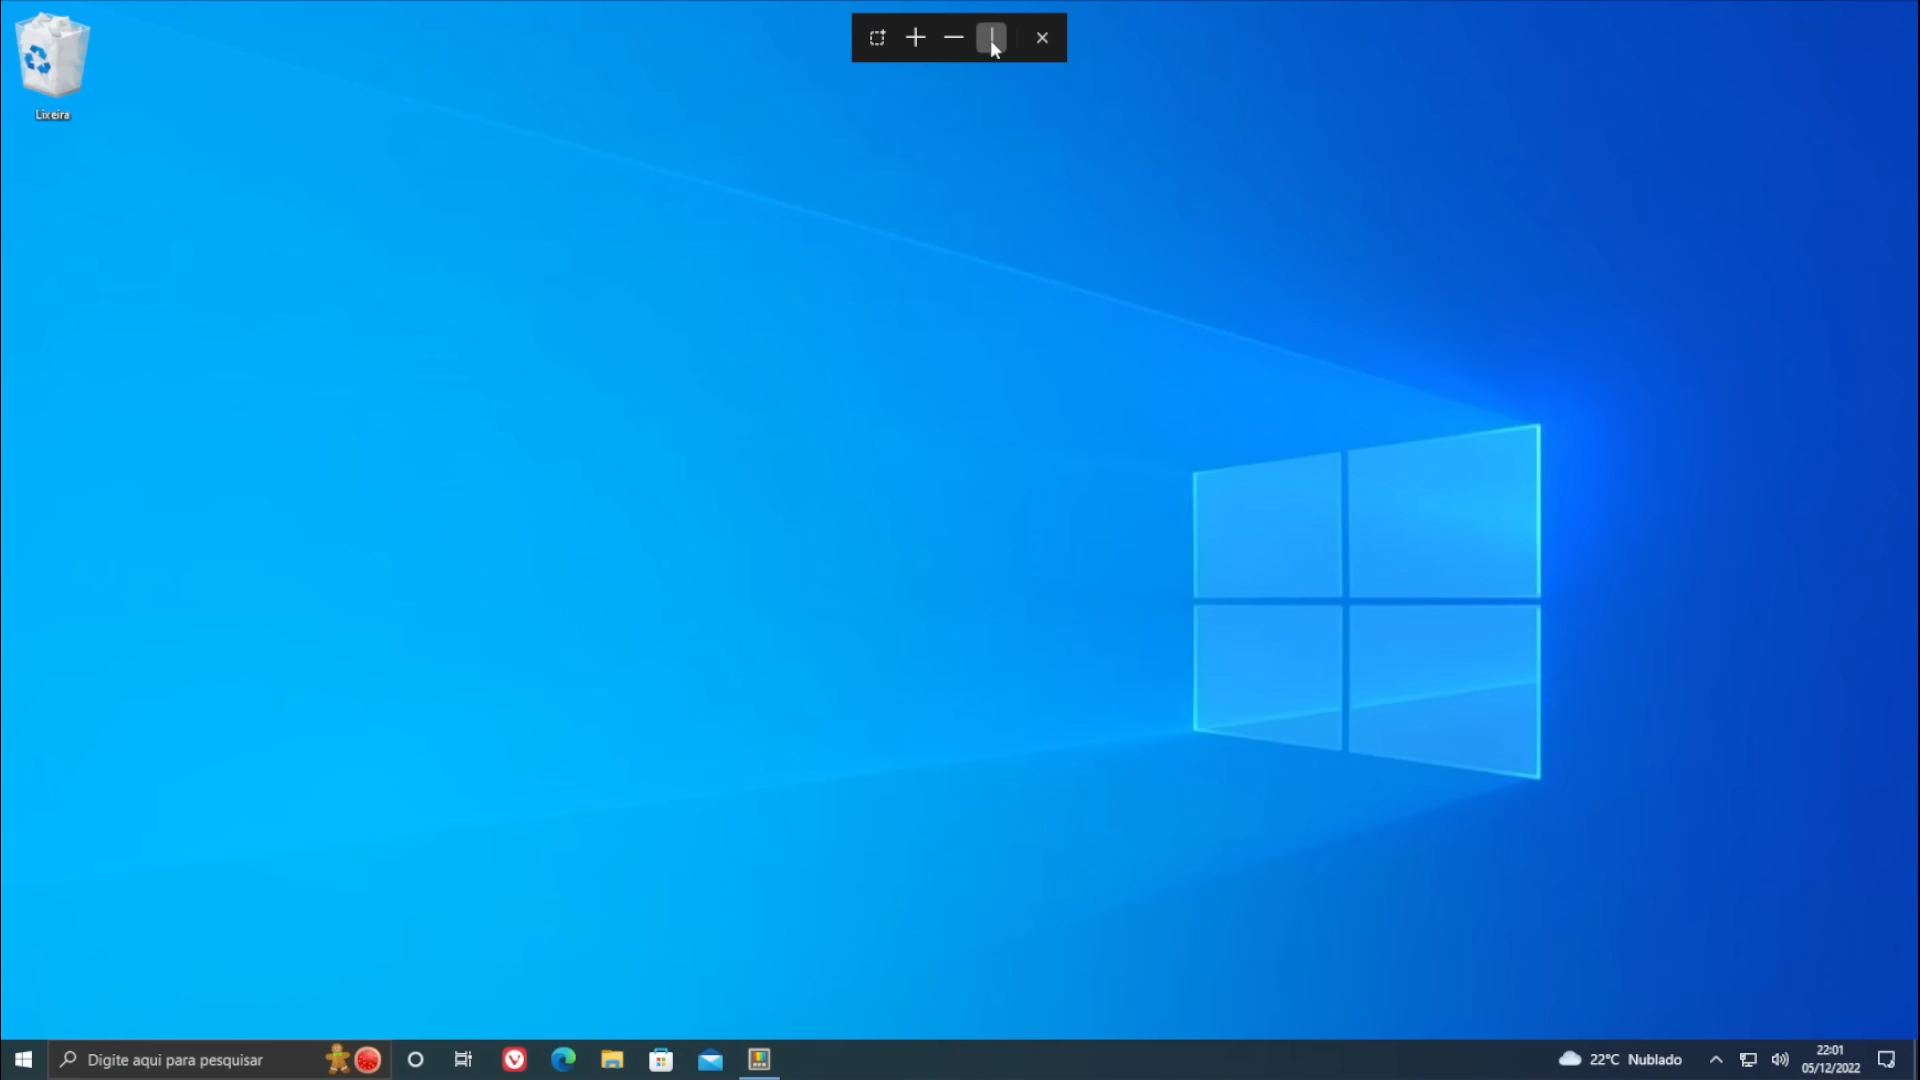 Lixeira
Digite aqui para pesquisar
22°C Nublado
22:01
05/12/2022